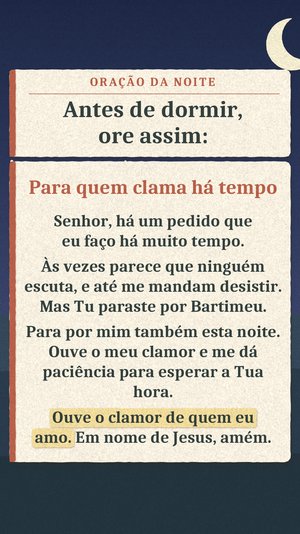 ORAÇÃO DA NOITE
Antes de dormir,
ore assim:
Para quem clama há tempo
Senhor, há um pedido que
eu faço há muito tempo.
Às vezes parece que ninguém
escuta, e até me mandam desistir.
Mas Tu paraste por Bartimeu.
Para por mim também esta noite.
Ouve o meu clamor e me dá
paciência para esperar a Tua
hora.
Ouve o clamor de quem eu
amo. Em nome de Jesus, amém.